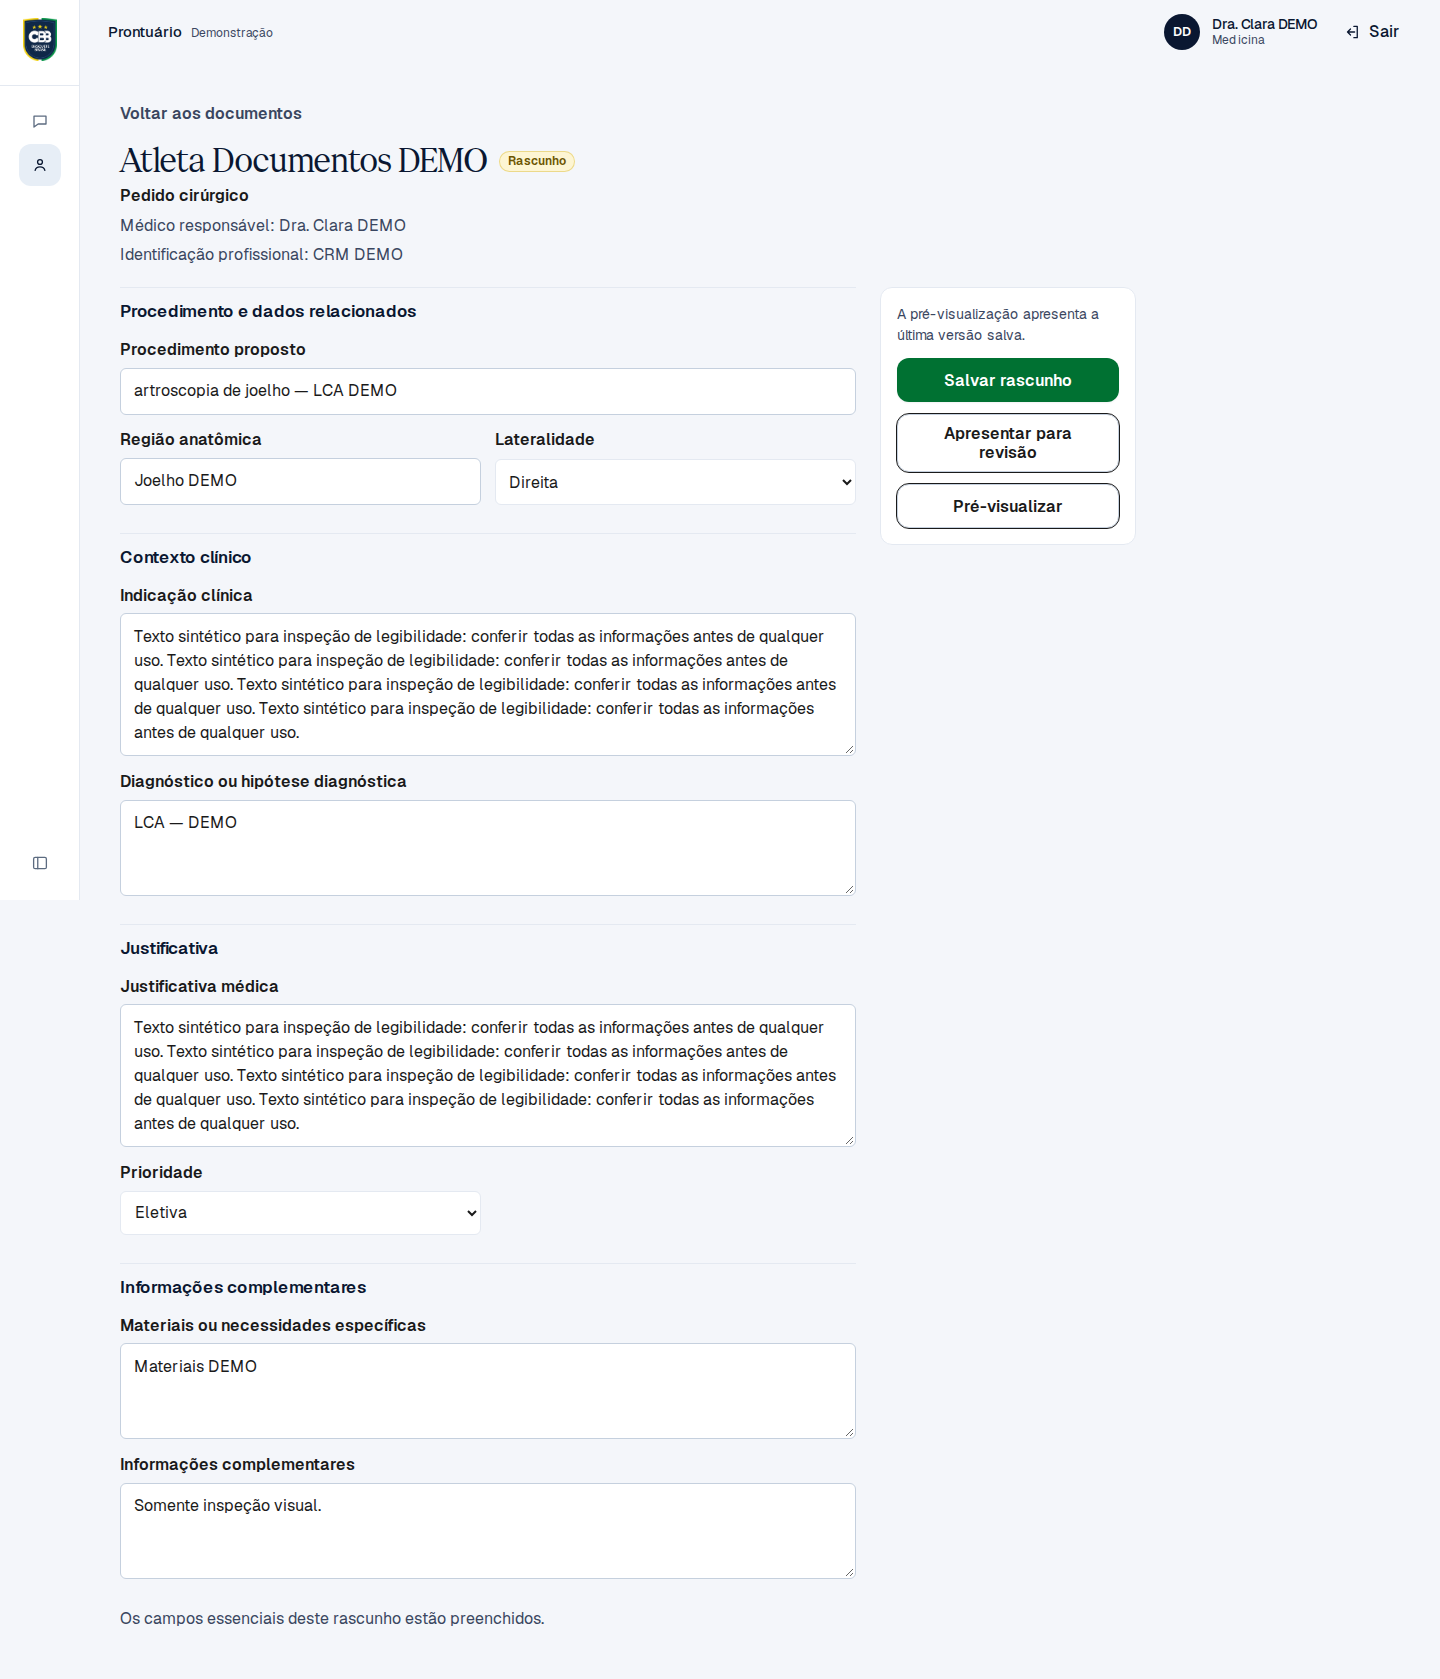 CBB
Prontuário Demonstração
DD
Dra. Clara DEMO
Medicina
Sair
Voltar aos documentos
Atleta Documentos DEMO
Rascunho
Pedido cirúrgico
Médico responsável: Dra. Clara DEMO
Identificação profissional: CRM DEMO
Procedimento e dados relacionados
Procedimento proposto
artroscopia de joelho — LCA DEMO
Região anatômica
Joelho DEMO
Lateralidade
Direita
Contexto clínico
Indicação clínica
Texto sintético para inspeção de legibilidade: conferir todas as informações antes de qualquer
uso. Texto sintético para inspeção de legibilidade: conferir todas as informações antes de
qualquer uso. Texto sintético para inspeção de legibilidade: conferir todas as informações antes
de qualquer uso. Texto sintético para inspeção de legibilidade: conferir todas as informações
antes de qualquer uso.
Diagnóstico ou hipótese diagnóstica
LCA — DEMO
Justificativa
Justificativa médica
Texto sintético para inspeção de legibilidade: conferir todas as informações antes de qualquer
uso. Texto sintético para inspeção de legibilidade: conferir todas as informações antes de
qualquer uso. Texto sintético para inspeção de legibilidade: conferir todas as informações antes
de qualquer uso. Texto sintético para inspeção de legibilidade: conferir todas as informações
antes de qualquer uso.
Prioridade
Eletiva
Informações complementares
Materiais ou necessidades específicas
Materiais DEMO
Informações complementares
Somente inspeção visual.
Os campos essenciais deste rascunho estão preenchidos.
A pré-visualização apresenta a
última versão salva.
Salvar rascunho
Apresentar para
revisão
Pré-visualizar